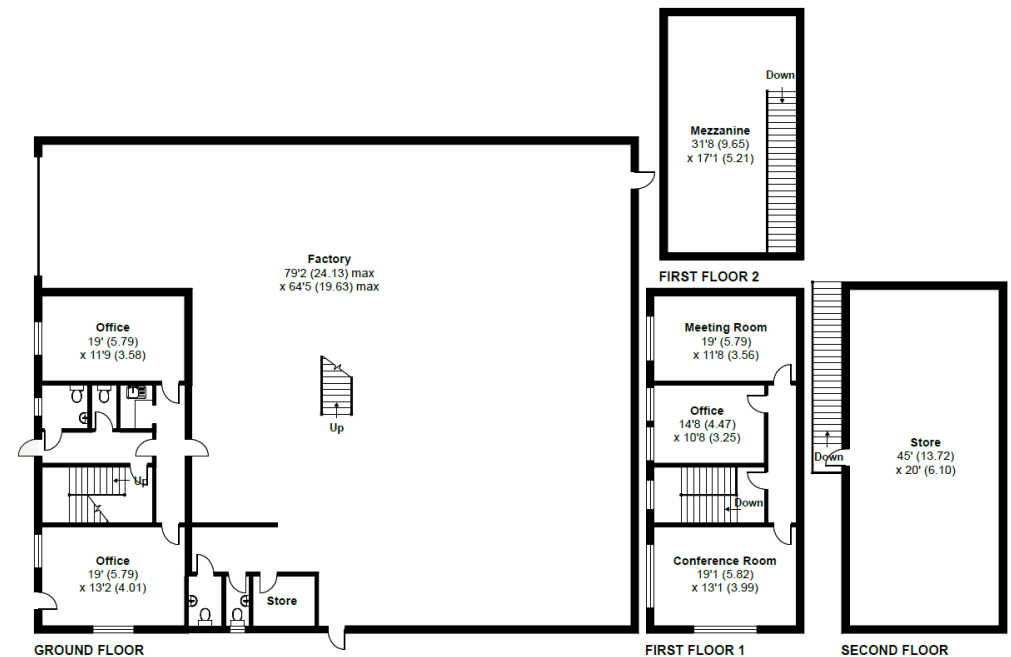 Down
Mezzanine
31'8 (9.65)
x 17'1 (5.21)
FIRST FLOOR 2
Factory
79'2 (24.13) max
x 64'5 (19.63) max
Up
Office
19' (5.79)
x 11'9 (3.58)
Up
Office
19' (5.79)
x 13'2 (4.01)
Store
GROUND FLOOR
Meeting Room
19' (5.79)
x 11'8 (3.56)
Office
14'8 (4.47)
x 10'8 (3.25)
Down
Conference Room
19'1 (5.82)
x 13'1 (3.99)
FIRST FLOOR 1
Down
Store
45' (13.72)
x 20' (6.10)
SECOND FLOOR